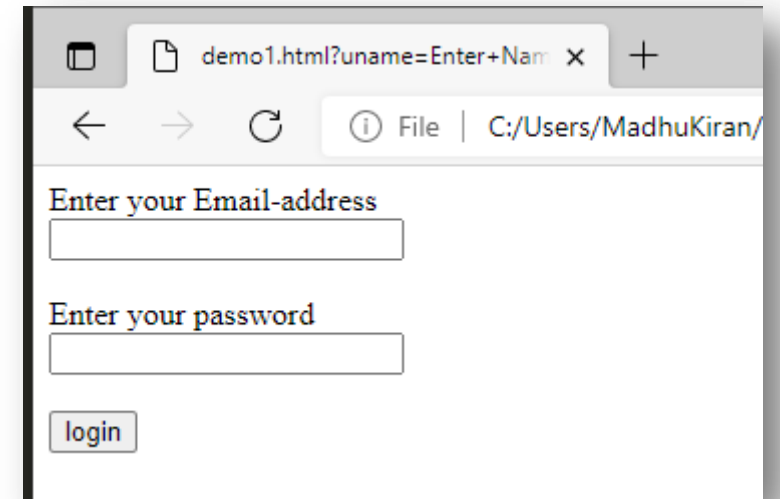 demo1.html?uname=Enter+Nam
File C:/Users/MadhuKiran/
Enter your Email-address
Enter your password
login